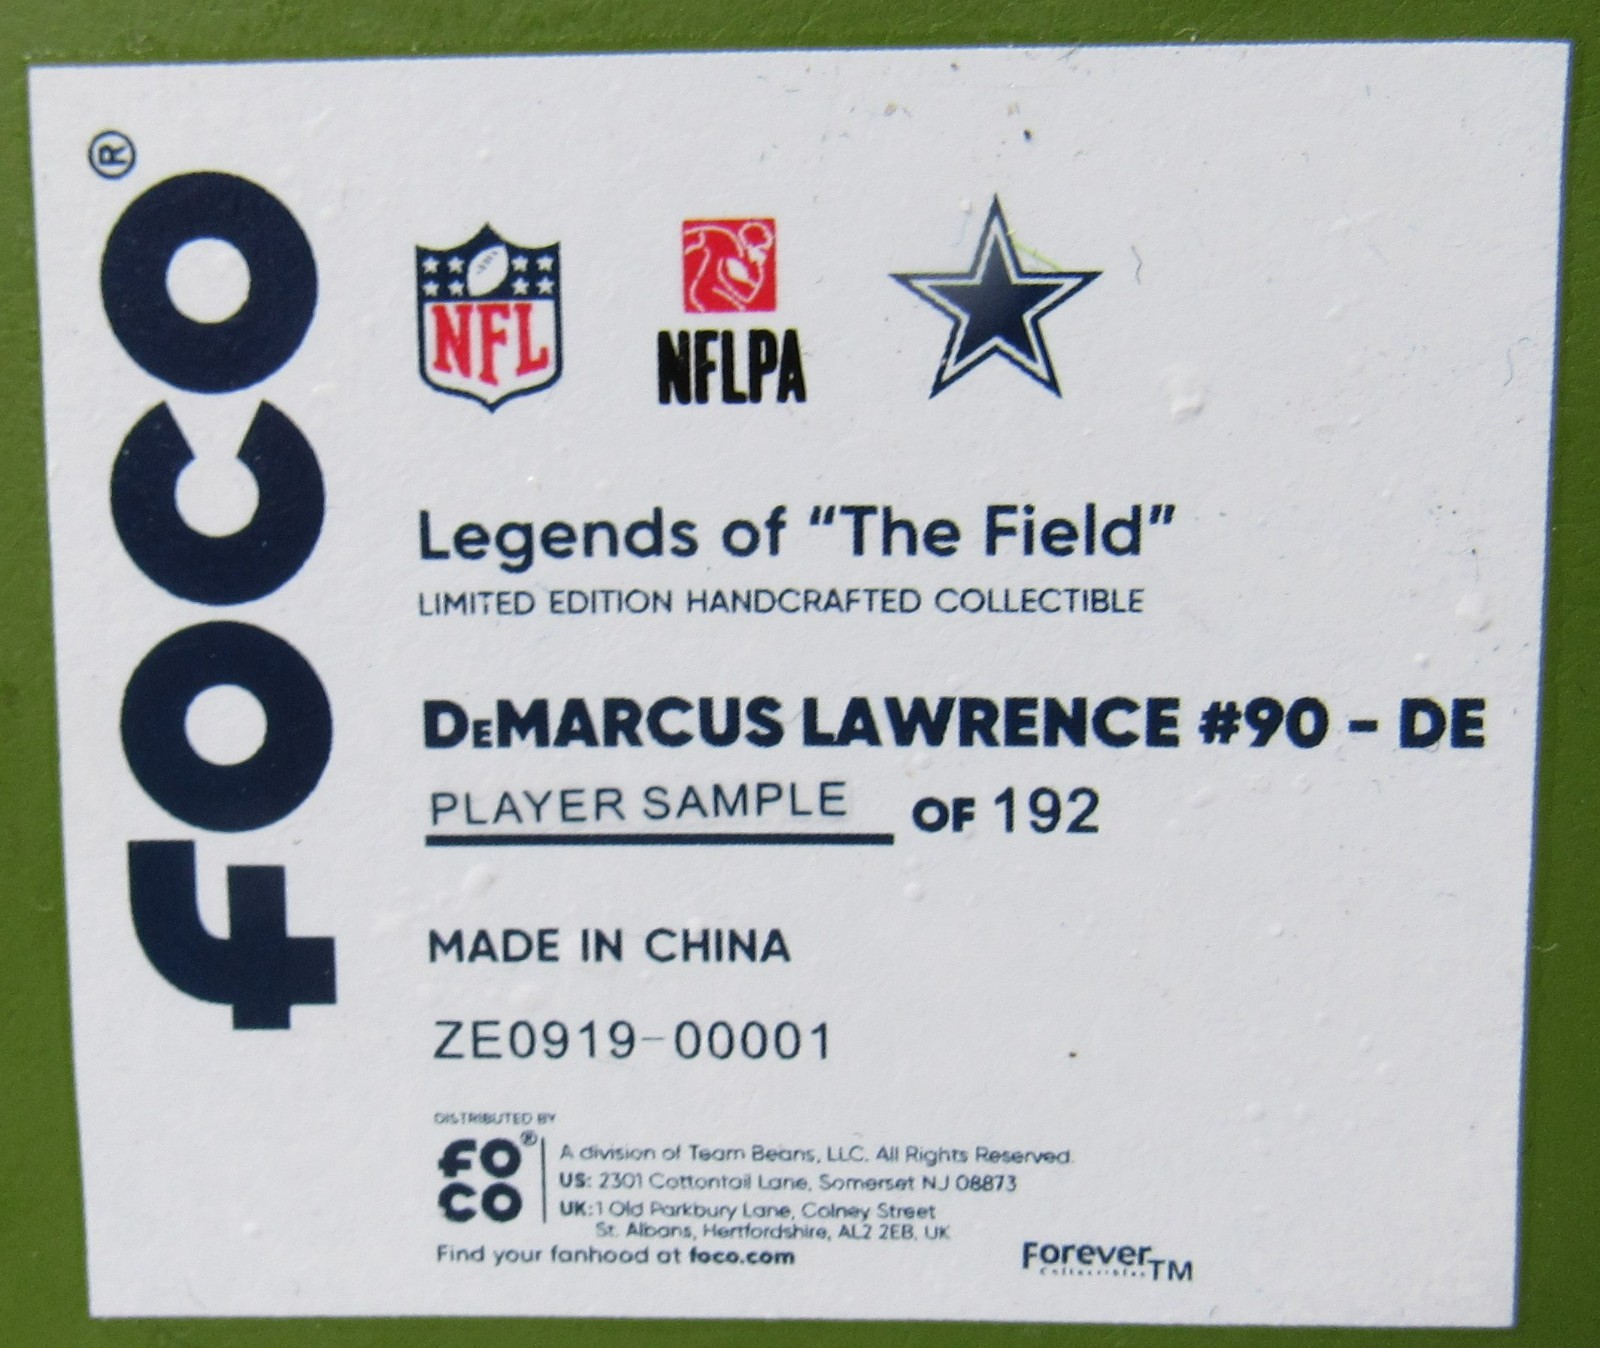 FOCO®
NFL
NFLPA
Legends of “The Field”
LIMITED EDITION HANDCRAFTED COLLECTIBLE
DeMARCUS LAWRENCE #90 - DE
PLAYER SAMPLE OF 192
MADE IN CHINA
ZE0919-00001
DISTRIBUTED BY
FOCO®
A division of Team Beans, LLC. All Rights Reserved.
US: 2301 Cottontail Lane, Somerset NJ 08873
UK:1 Old Parkbury Lane, Colney Street
St. Albans, Hertfordshire, AL2 2EB, UK
Find your fanhood at foco.com
Forever TM
Collectibles